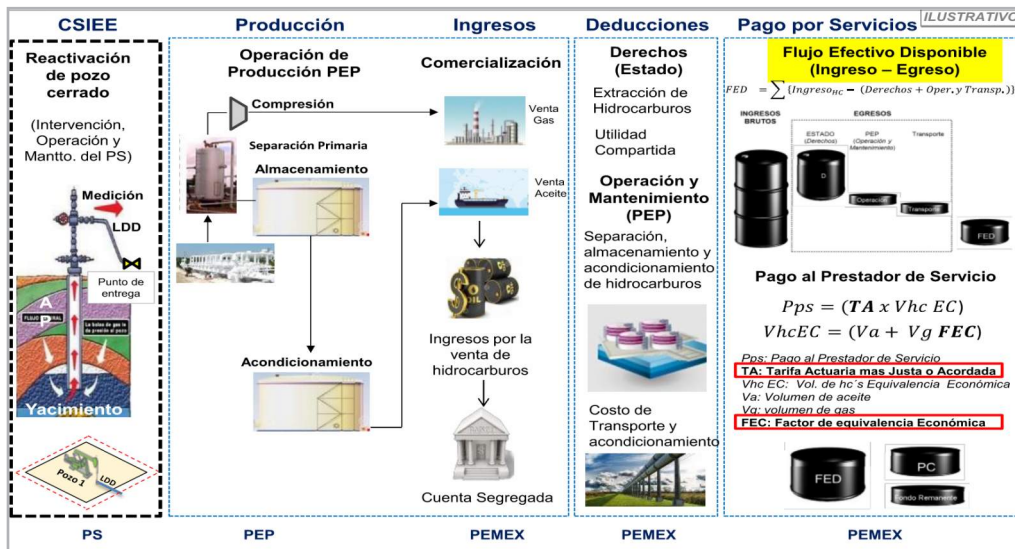 ILUSTRATIVO
CSIEE
Producción
Ingresos
Deducciones
Pago por Servicios
Reactivación
de pozo
cerrado
(Intervención,
Operación y
Mantto. del PS)
Medición
LDD
Punto de
entrega
Yacimiento
Pozo 1
LDD
PS
Operación de
Producción PEP
Compresión
Separación Primaria
Almacenamiento
Acondicionamiento
PEP
Comercialización
Venta
Gas
Venta
Aceite
OIL
Ingresos por la
venta de
hidrocarburos
Cuenta Segregada
PEMEX
Derechos
(Estado)
Extracción de
Hidrocarburos
Utilidad
Compartida
Operación y
Mantenimiento
(PEP)
Separación,
almacenamiento y
acondicionamiento
de hidrocarburos
Costo de
Transporte y
acondicionamiento
PEMEX
Flujo Efectivo Disponible
(Ingreso – Egreso)
FED = ∑ {Ingreso_HC − (Derechos + Oper. y Transp.)}
INGRESOS
BRUTOS
EGRESOS
ESTADO
(Derechos)
PEP
(Operación y
Mantenimiento)
Transporte
D
Operación
Transporte
FED
Pago al Prestador de Servicio
Pps = (TA x Vhc EC)
VhcEC = (Va + Vg FEC)
Pps: Pago al Prestador de Servicio
TA: Tarifa Actuaria mas Justa o Acordada
Vhc EC: Vol. de hc´s Equivalencia Económica
Va: Volumen de aceite
Vg: volumen de gas
FEC: Factor de equivalencia Económica
FED
PC
Fondo Remanente
PEMEX